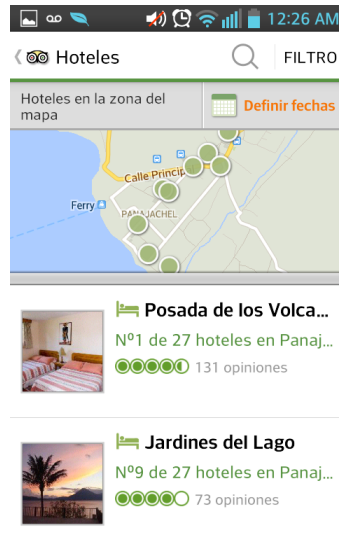 12:26 AM
Hoteles
FILTRO
Hoteles en la zona del
mapa
Definir fechas
Calle Princip
Ferry
PANAJACHEL
Posada de los Volca...
Nº1 de 27 hoteles en Panaj...
131 opiniones
Jardines del Lago
Nº9 de 27 hoteles en Panaj...
73 opiniones